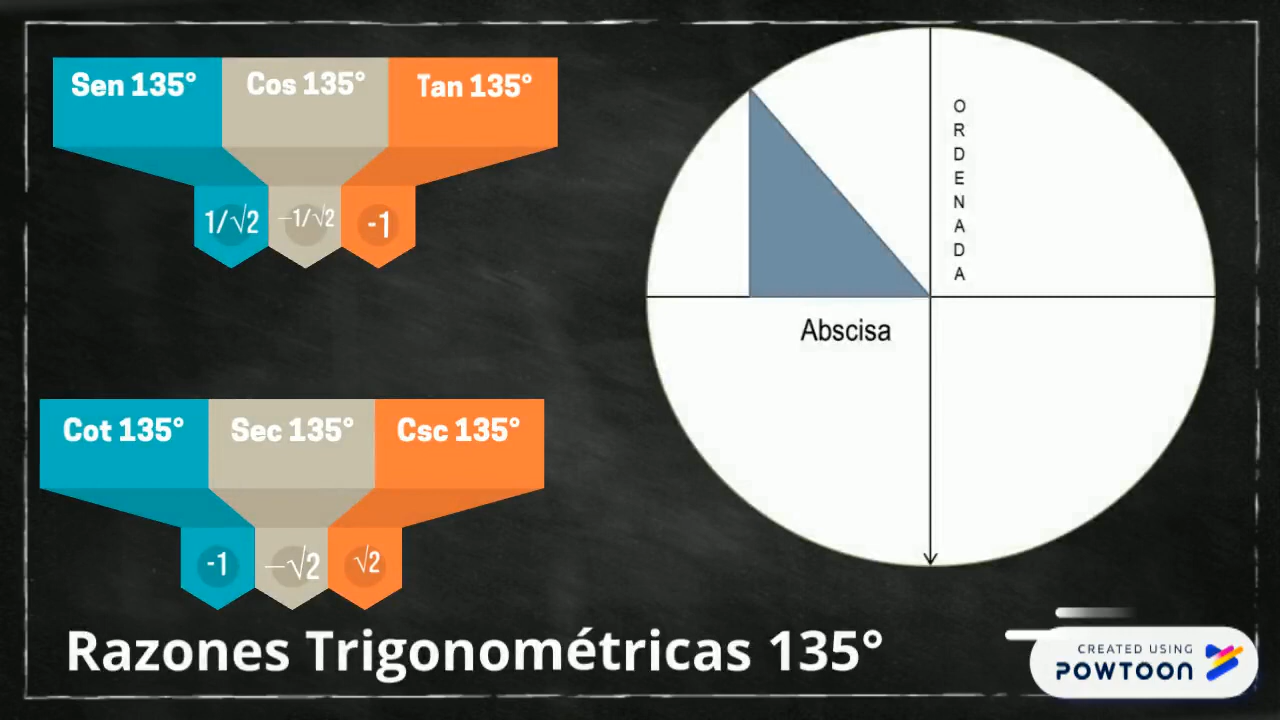 Sen 135°
Cos 135°
Tan 135°
1/√2
−1/√2
-1
ORDENADA
Abscisa
Cot 135°
Sec 135°
Csc 135°
-1
−√2
√2
Razones Trigonométricas 135°
CREATED USING
POWTOON